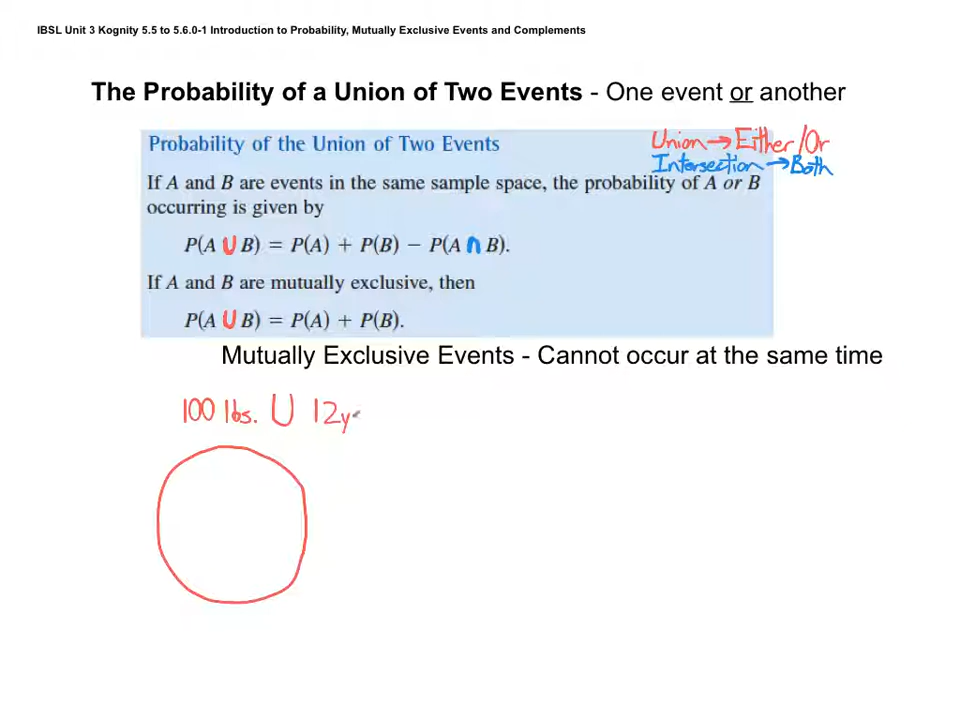 IBSL Unit 3 Kognity 5.5 to 5.6.0-1 Introduction to Probability, Mutually Exclusive Events and Complements
The Probability of a Union of Two Events - One event or another
Probability of the Union of Two Events
Union → Either/Or
Intersection → Both
If A and B are events in the same sample space, the probability of A or B
occurring is given by
P(A ∪ B) = P(A) + P(B) − P(A ∩ B).
If A and B are mutually exclusive, then
P(A ∪ B) = P(A) + P(B).
Mutually Exclusive Events - Cannot occur at the same time
100 lbs. ∪ 12y